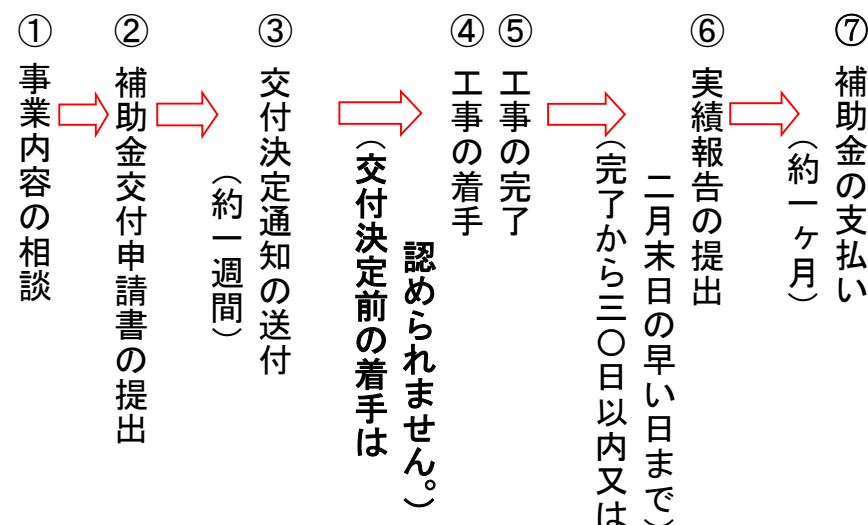 ① 事業内容の相談
② 補助金交付申請書の提出
③ 交付決定通知の送付
（約一週間）
（交付決定前の着手は
認められません。）
④ 工事の着手
⑤ 工事の完了
（完了から三〇日以内又は
二月末日の早い日まで）
⑥ 実績報告の提出
（約一ヶ月）
⑦ 補助金の支払い